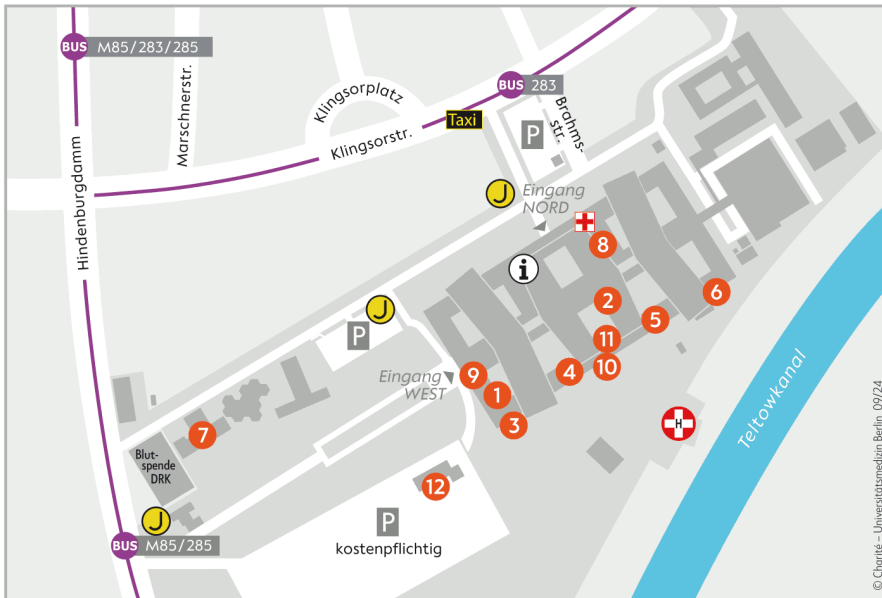 BUS M85/283/285
Marschnerstr.
Klingsorplatz
Klingsorstr.
Taxi
BUS 283
P
Brahms-
str.
Hindenburgdamm
J
Eingang
NORD
8
i
2
6
5
11
10
4
J
P
Eingang
WEST
9
1
3
7
H
Teltowkanal
Blut-
spende
DRK
12
J
P
kostenpflichtig
BUS M85/285
© Charité – Universitätsmedizin Berlin 09/24